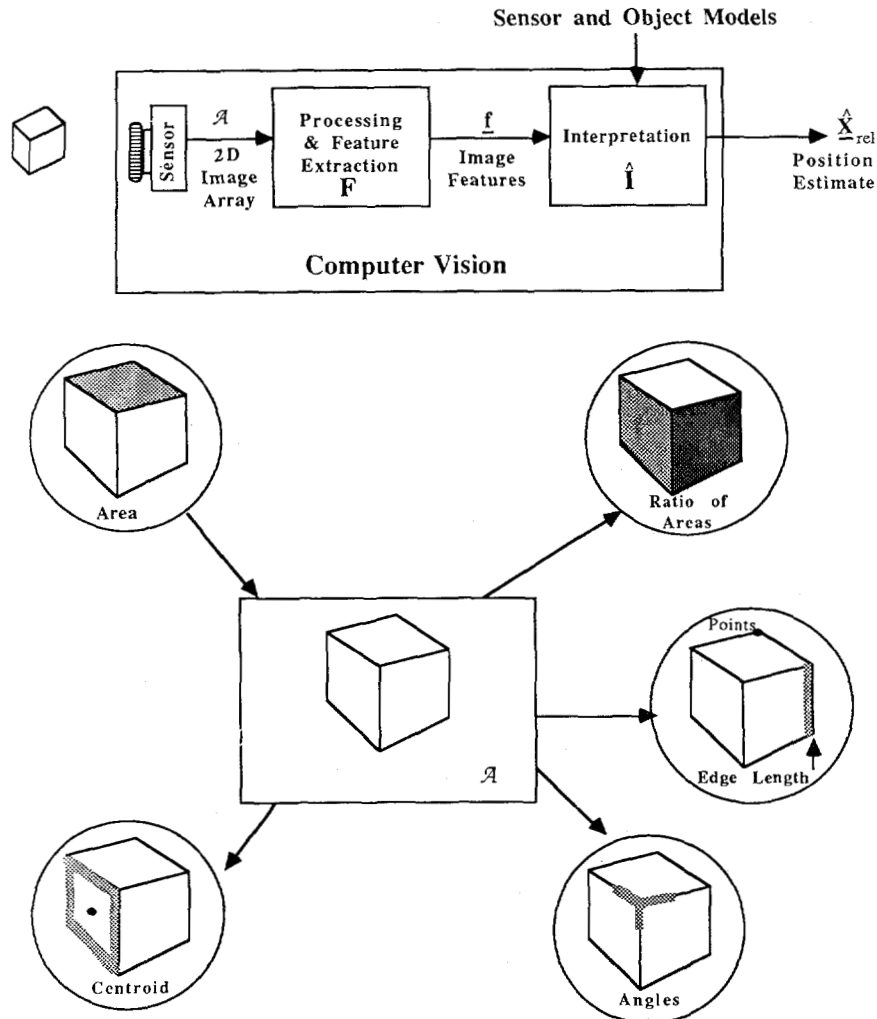 Sensor and Object Models
Sensor
𝒜
2D
Image
Array
Processing
& Feature
Extraction
F
f
Image
Features
Interpretation
Î
X̂ rel
Position
Estimate
Computer Vision
Area
Ratio of
Areas
Points
Edge Length
𝒜
Centroid
Angles